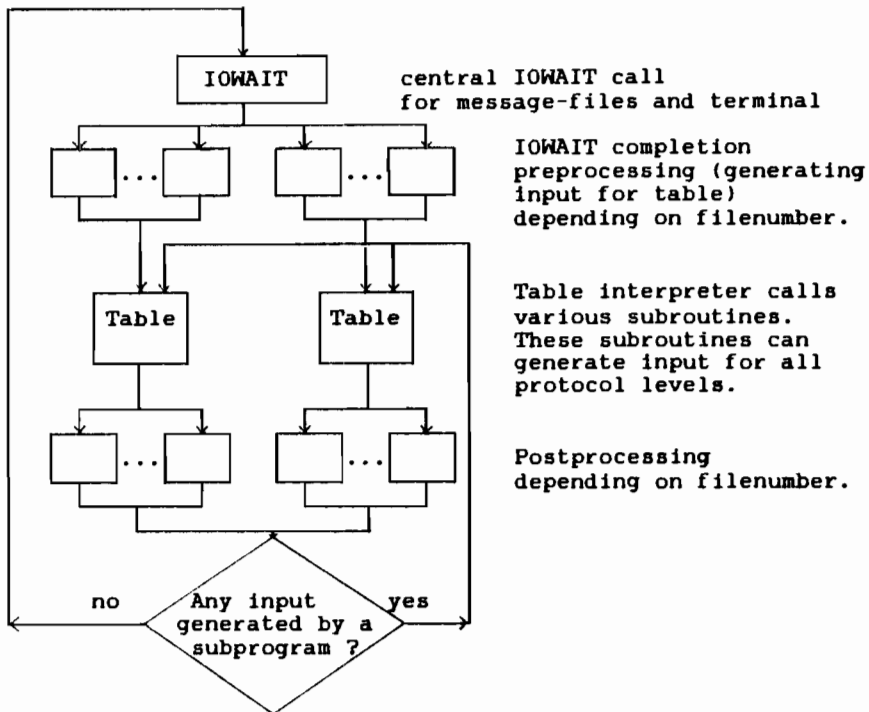 IOWAIT
central IOWAIT call
for message-files and terminal
... ...
IOWAIT completion
preprocessing (generating
input for table)
depending on filenumber.
Table Table
Table interpreter calls
various subroutines.
These subroutines can
generate input for all
protocol levels.
... ...
Postprocessing
depending on filenumber.
no
Any input
generated by a
subprogram ?
yes